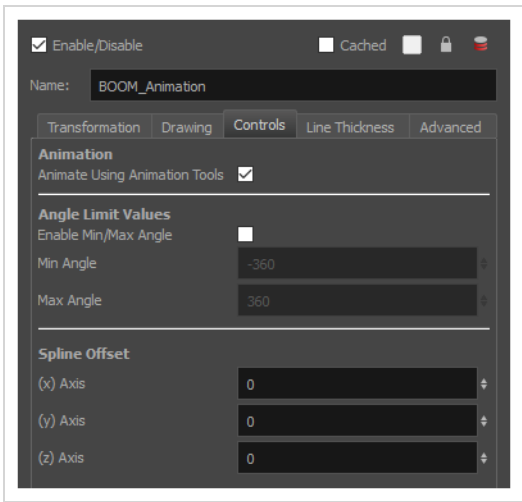 Enable/Disable Cached
Name: BOOM_Animation
Transformation Drawing Controls Line Thickness Advanced
Animation
Animate Using Animation Tools
Angle Limit Values
Enable Min/Max Angle
Min Angle -360
Max Angle 360
Spline Offset
(x) Axis 0
(y) Axis 0
(z) Axis 0